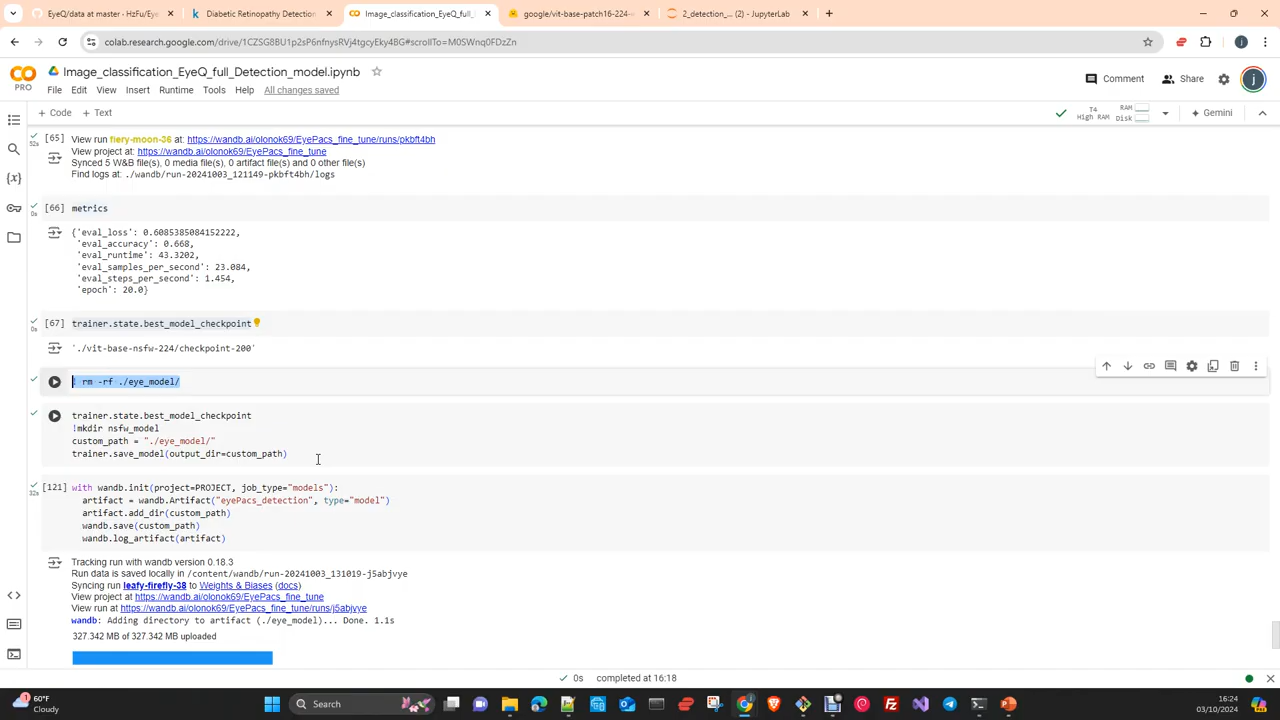 EyeQ/data at master · HzFu/Eye
Diabetic Retinopathy Detection
Image_classification_EyeQ_full_
google/vit-base-patch16-224-
2_detection_... (2) - JupyterLab
colab.research.google.com/drive/1CZSG8BU1p2sP6nfnysRVj4tgcyEky4BG#scrollTo=M0SWnq0FDzZn
PRO
Image_classification_EyeQ_full_Detection_model.ipynb
Comment
Share
j
File Edit View Insert Runtime Tools Help All changes saved
+ Code + Text
T4
High RAM
RAM
Disk
Gemini
[65]
52s
View run fiery-moon-36 at: https://wandb.ai/olonok69/EyePacs_fine_tune/runs/pkbft4bh
View project at: https://wandb.ai/olonok69/EyePacs_fine_tune
Synced 5 W&B file(s), 0 media file(s), 0 artifact file(s) and 0 other file(s)
Find logs at: ./wandb/run-20241003_121149-pkbft4bh/logs
[66] metrics
0s
{'eval_loss': 0.6085385084152222,
'eval_accuracy': 0.668,
'eval_runtime': 43.3202,
'eval_samples_per_second': 23.084,
'eval_steps_per_second': 1.454,
'epoch': 20.0}
[67] trainer.state.best_model_checkpoint
0s
'./vit-base-nsfw-224/checkpoint-200'
! rm -rf ./eye_model/
trainer.state.best_model_checkpoint
!mkdir nsfw_model
custom_path = "./eye_model/"
trainer.save_model(output_dir=custom_path)
[121] with wandb.init(project=PROJECT, job_type="models"):
32s
artifact = wandb.Artifact("eyePacs_detection", type="model")
artifact.add_dir(custom_path)
wandb.save(custom_path)
wandb.log_artifact(artifact)
Tracking run with wandb version 0.18.3
Run data is saved locally in /content/wandb/run-20241003_131019-j5abjvye
Syncing run leafy-firefly-38 to Weights & Biases (docs)
View project at https://wandb.ai/olonok69/EyePacs_fine_tune
View run at https://wandb.ai/olonok69/EyePacs_fine_tune/runs/j5abjvye
wandb: Adding directory to artifact (./eye_model)... Done. 1.1s
327.342 MB of 327.342 MB uploaded
0s completed at 16:18
60°F
Cloudy
Search
16:24
03/10/2024